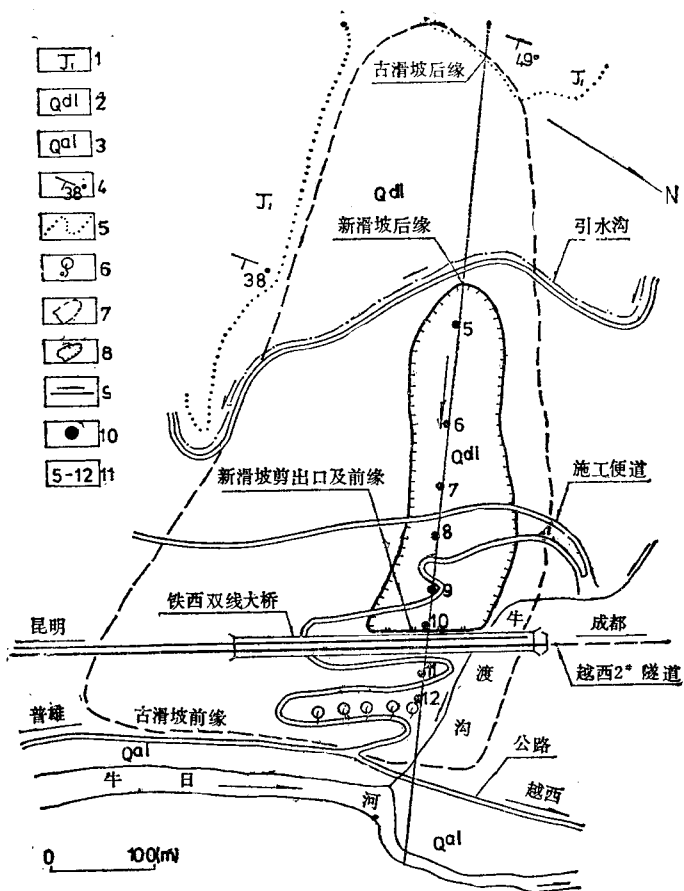 J₁ 1
Qdl 2
Qal 3
38 4
5
6
7
8
9
10
5-12 11
49°
古滑坡后缘
J₁
N
Qdl
J₁
新滑坡后缘
引水沟
38
5
6
Qdl
新滑坡剪出口及前缘
施工便道
7
8
9
铁西双线大桥
10
牛
昆明
成都
11
渡
越西2# 隧道
12
普雄
古滑坡前缘
沟
公路
Qal
牛 日
河
越西
0 100(m)
Qal